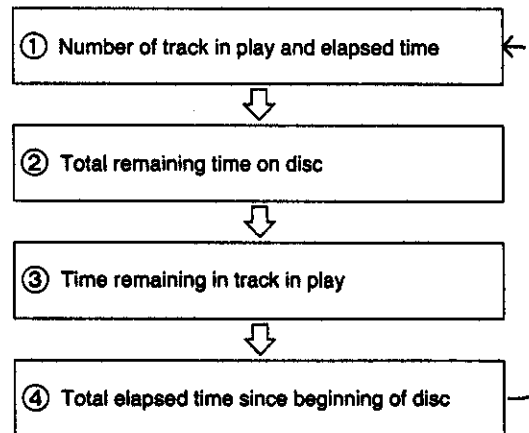 ① Number of track in play and elapsed time
② Total remaining time on disc
③ Time remaining in track in play
④ Total elapsed time since beginning of disc